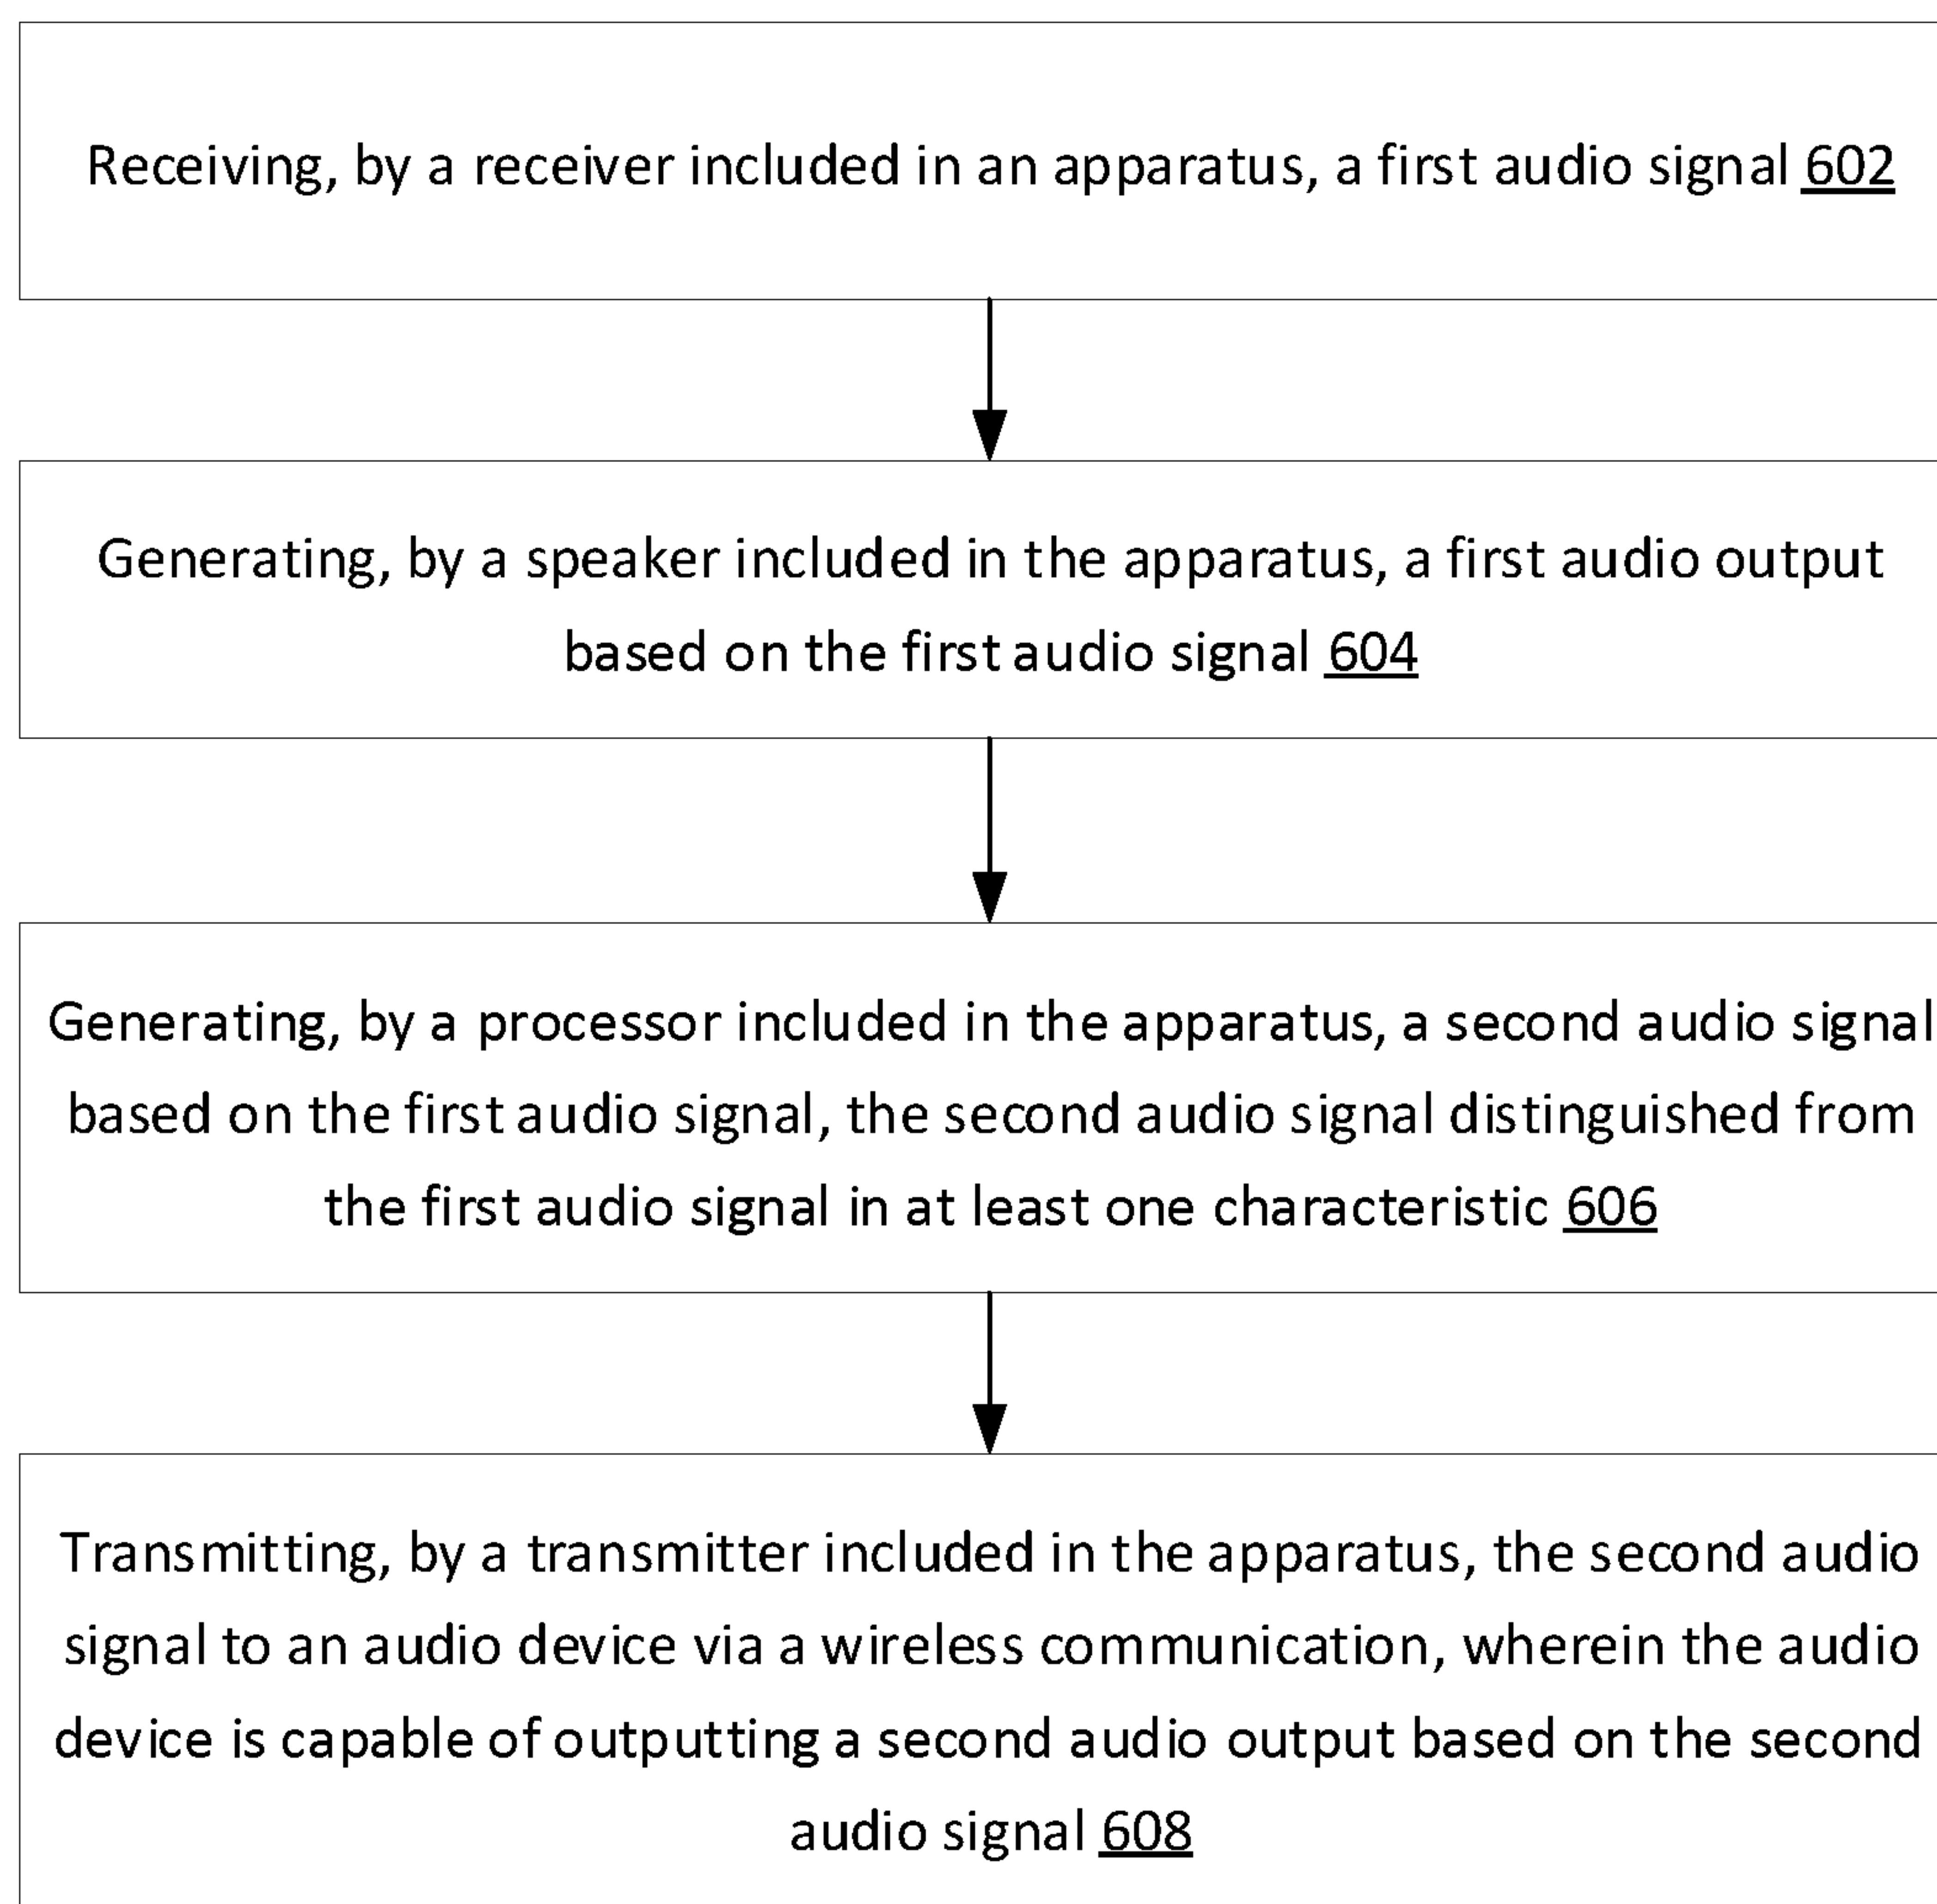 Receiving, by a receiver included in an apparatus, a first audio signal 602
Generating, by a speaker included in the apparatus, a first audio output
based on the first audio signal 604
Generating, by a processor included in the apparatus, a second audio signal
based on the first audio signal, the second audio signal distinguished from
the first audio signal in at least one characteristic 606
Transmitting, by a transmitter included in the apparatus, the second audio
signal to an audio device via a wireless communication, wherein the audio
device is capable of outputting a second audio output based on the second
audio signal 608